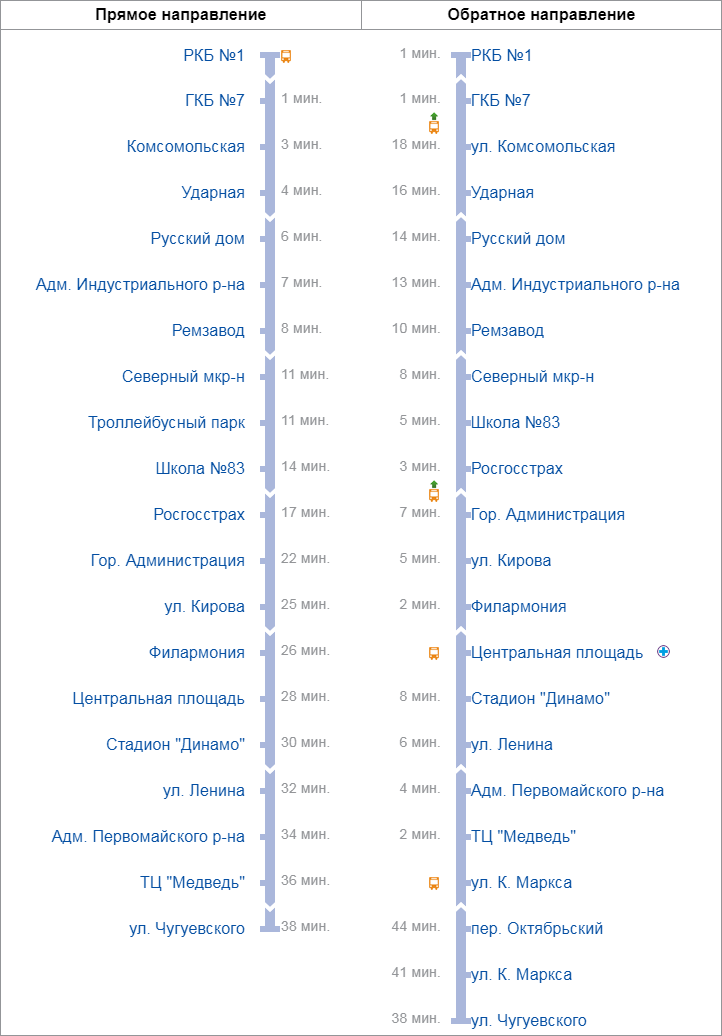 Прямое направление
Обратное направление
РКБ №1
1 мин. РКБ №1
ГКБ №7 1 мин.
1 мин. ГКБ №7
Комсомольская 3 мин.
18 мин. ул. Комсомольская
Ударная 4 мин.
16 мин. Ударная
Русский дом 6 мин.
14 мин. Русский дом
Адм. Индустриального р-на 7 мин.
13 мин. Адм. Индустриального р-на
Ремзавод 8 мин.
10 мин. Ремзавод
Северный мкр-н 11 мин.
8 мин. Северный мкр-н
Троллейбусный парк 11 мин.
5 мин. Школа №83
Школа №83 14 мин.
3 мин. Росгосстрах
Росгосстрах 17 мин.
7 мин. Гор. Администрация
Гор. Администрация 22 мин.
5 мин. ул. Кирова
ул. Кирова 25 мин.
2 мин. Филармония
Филармония 26 мин.
Центральная площадь
Центральная площадь 28 мин.
8 мин. Стадион "Динамо"
Стадион "Динамо" 30 мин.
6 мин. ул. Ленина
ул. Ленина 32 мин.
4 мин. Адм. Первомайского р-на
Адм. Первомайского р-на 34 мин.
2 мин. ТЦ "Медведь"
ТЦ "Медведь" 36 мин.
ул. К. Маркса
ул. Чугуевского 38 мин.
44 мин. пер. Октябрьский
41 мин. ул. К. Маркса
38 мин. ул. Чугуевского